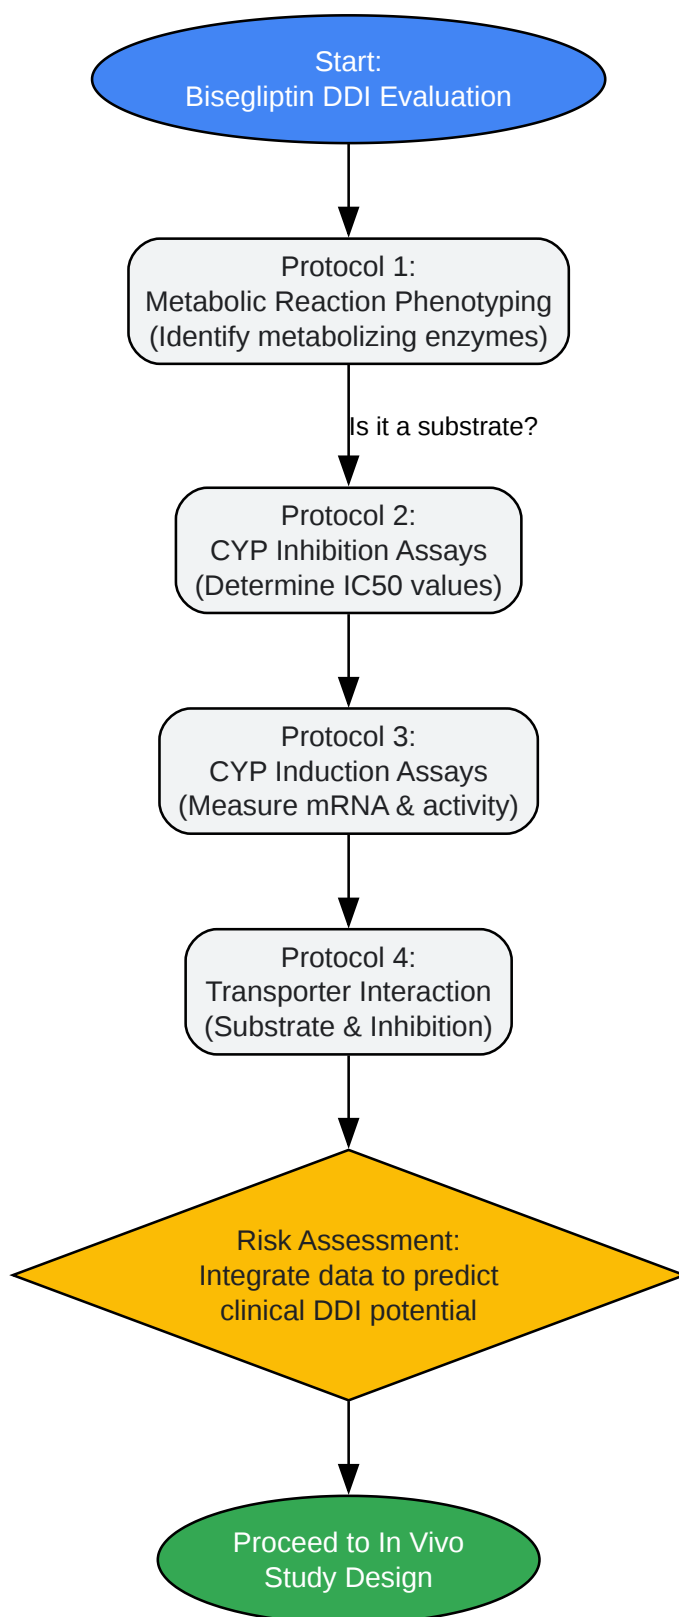 Start:
Bisegliptin DDI Evaluation
Protocol 1:
Metabolic Reaction Phenotyping
(Identify metabolizing enzymes)
Is it a substrate?
Protocol 2:
CYP Inhibition Assays
(Determine IC50 values)
Protocol 3:
CYP Induction Assays
(Measure mRNA & activity)
Protocol 4:
Transporter Interaction
(Substrate & Inhibition)
Risk Assessment:
Integrate data to predict
clinical DDI potential
Proceed to In Vivo
Study Design